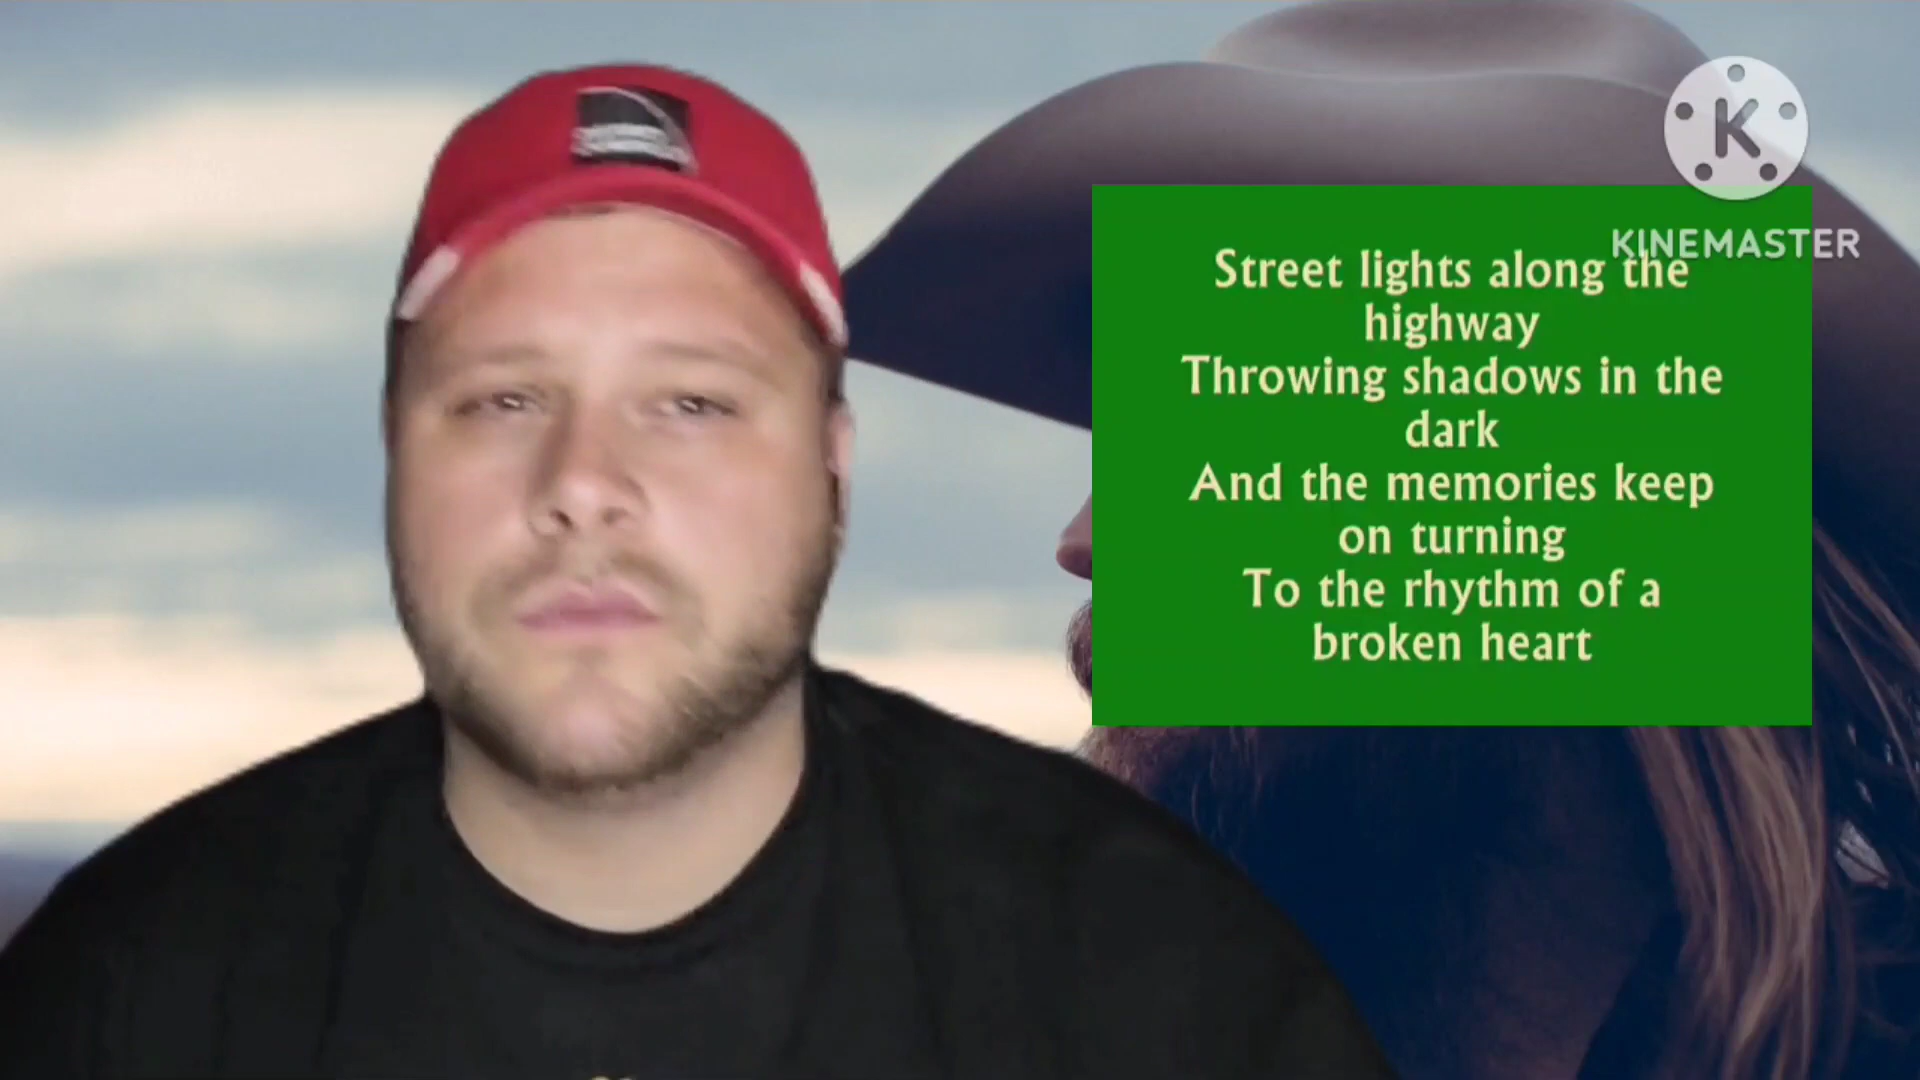 KINEMASTER
Street lights along the
highway
Throwing shadows in the
dark
And the memories keep
on turning
To the rhythm of a
broken heart